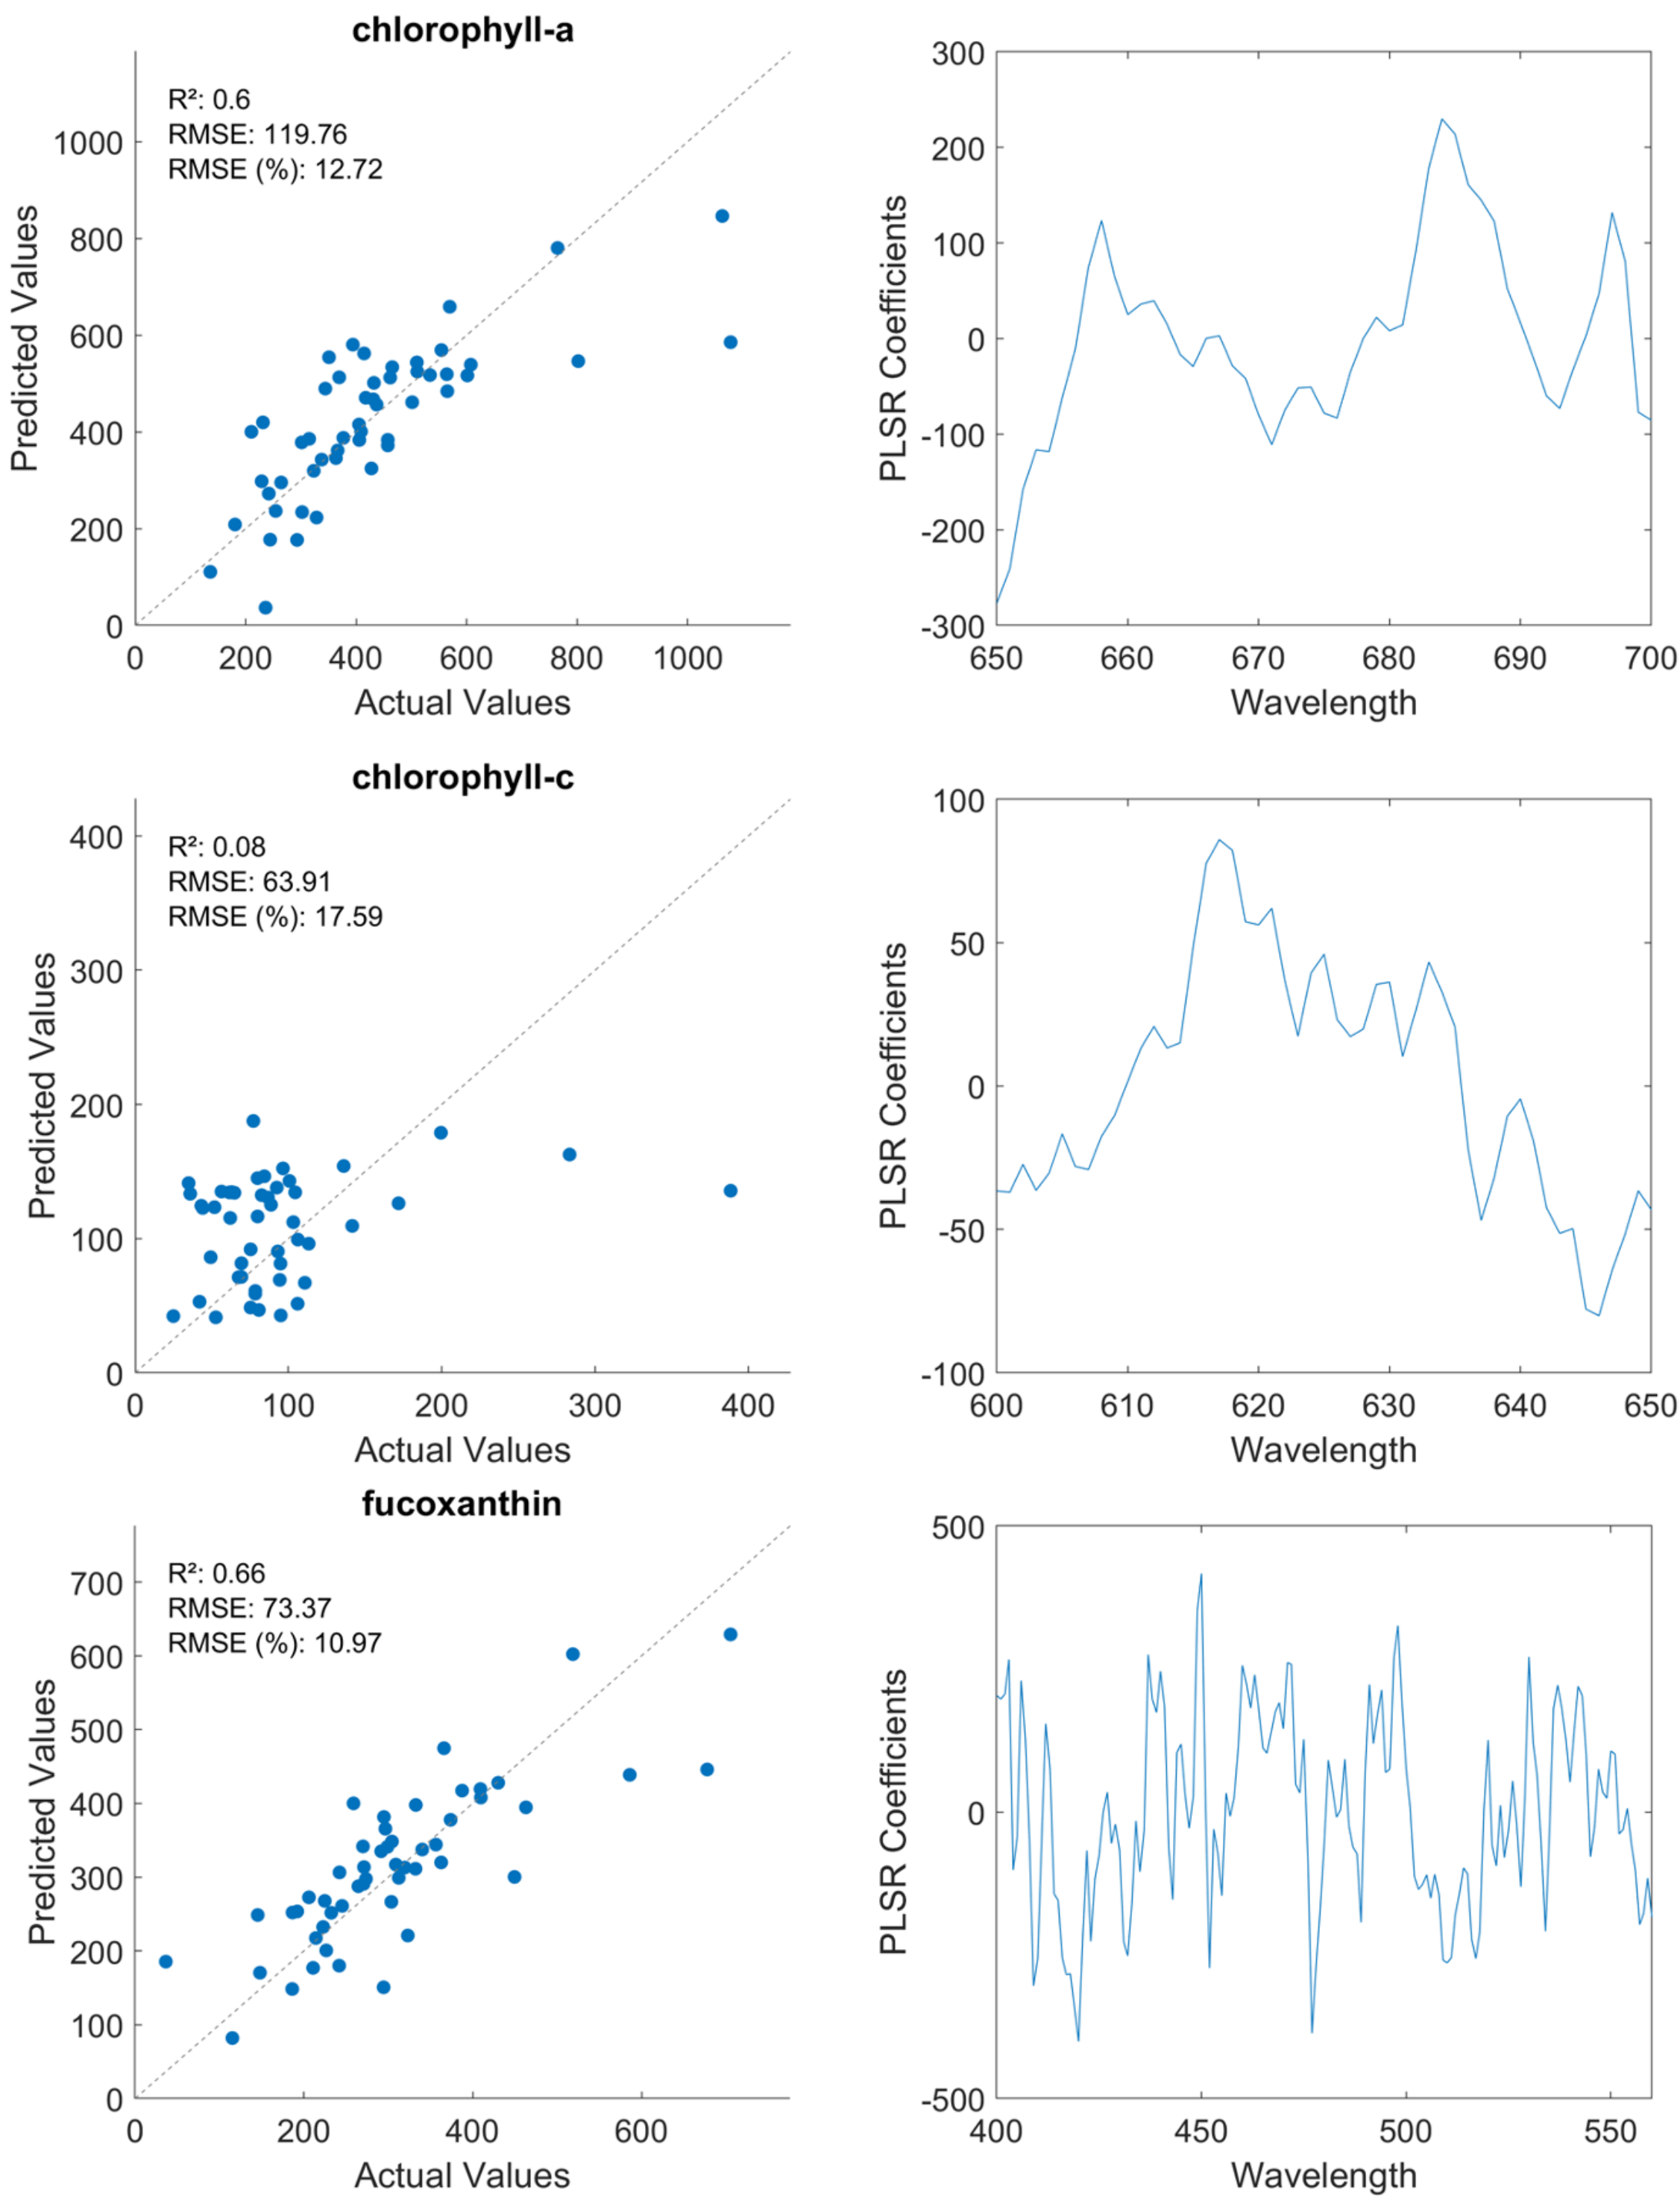 chlorophyll-a
R²: 0.6
RMSE: 119.76
RMSE (%): 12.72
Predicted Values
1000
800
600
400
200
0
0 200 400 600 800 1000
Actual Values
PLSR Coefficients
300
200
100
0
-100
-200
-300
650 660 670 680 690 700
Wavelength
chlorophyll-c
R²: 0.08
RMSE: 63.91
RMSE (%): 17.59
Predicted Values
400
300
200
100
0
0 100 200 300 400
Actual Values
PLSR Coefficients
100
50
0
-50
-100
600 610 620 630 640 650
Wavelength
fucoxanthin
R²: 0.66
RMSE: 73.37
RMSE (%): 10.97
Predicted Values
700
600
500
400
300
200
100
0
0 200 400 600
Actual Values
PLSR Coefficients
500
0
-500
400 450 500 550
Wavelength